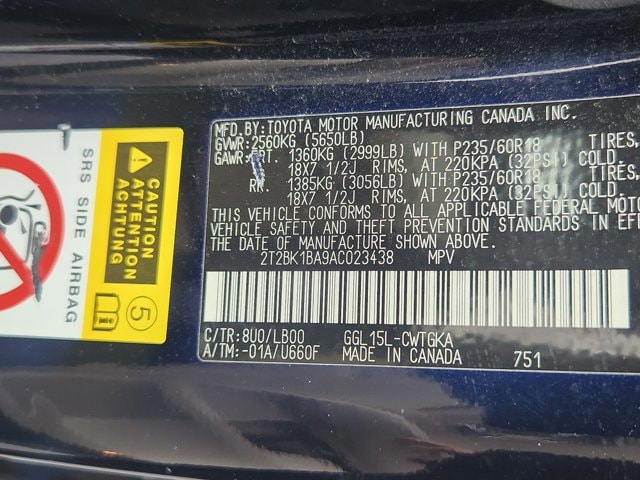 MFD.BY:TOYOTA MOTOR MANUFACTURING CANADA INC.
GVWR:2560KG (5650LB)
GAWR:FRT. 1360KG (2999LB) WITH P235/60R18 TIRES,
18X7 1/2J RIMS, AT 220KPA (32PSI) COLD.
RR. 1385KG (3056LB) WITH P235/60R18 TIRES,
18X7 1/2J RIMS, AT 220KPA (32PSI) COLD.
THIS VEHICLE CONFORMS TO ALL APPLICABLE FEDERAL MOTO
VEHICLE SAFETY AND THEFT PREVENTION STANDARDS IN EFFE
THE DATE OF MANUFACTURE SHOWN ABOVE.
2T2BK1BA9AC023438 MPV
C/TR:8U0/LB00 GGL15L-CWTGKA
A/TM:-01A/U660F MADE IN CANADA 751
SRS SIDE AIRBAG
CAUTION
ATTENTION
ACHTUNG
5